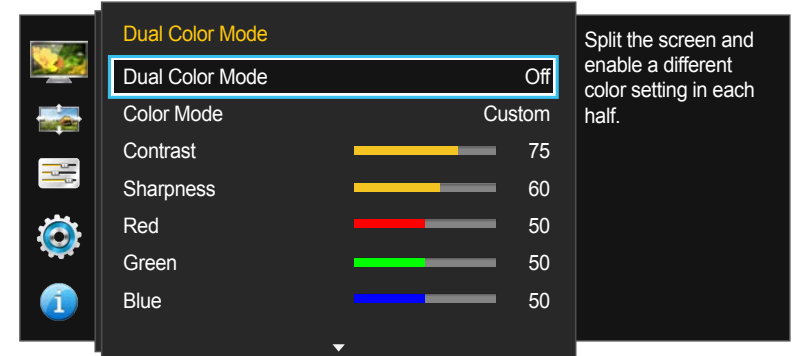 Dual Color Mode
Dual Color Mode Off
Color Mode Custom
Contrast 75
Sharpness 60
Red 50
Green 50
Blue 50
Split the screen and
enable a different
color setting in each
half.